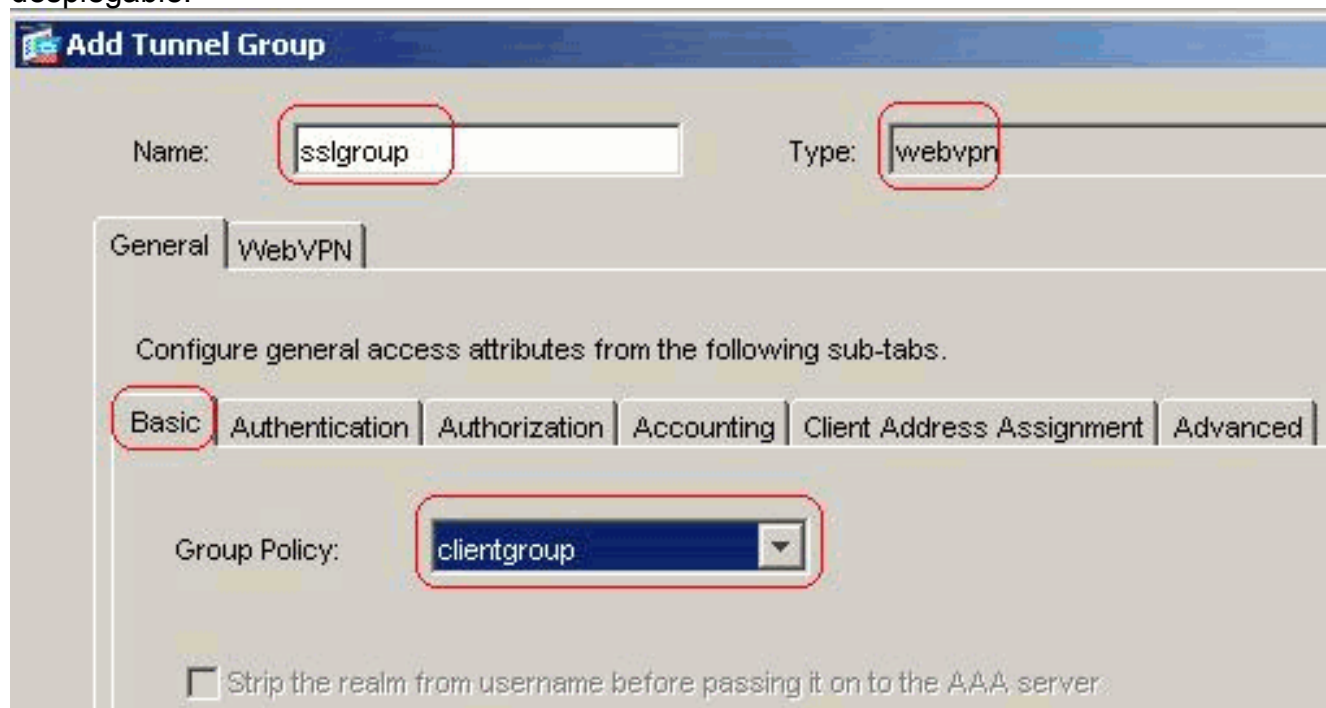 desplegable.
Add Tunnel Group
Name: sslgroup Type: webvpn
General WebVPN
Configure general access attributes from the following sub-tabs.
Basic Authentication Authorization Accounting Client Address Assignment Advanced
Group Policy: clientgroup
Strip the realm from username before passing it on to the AAA server